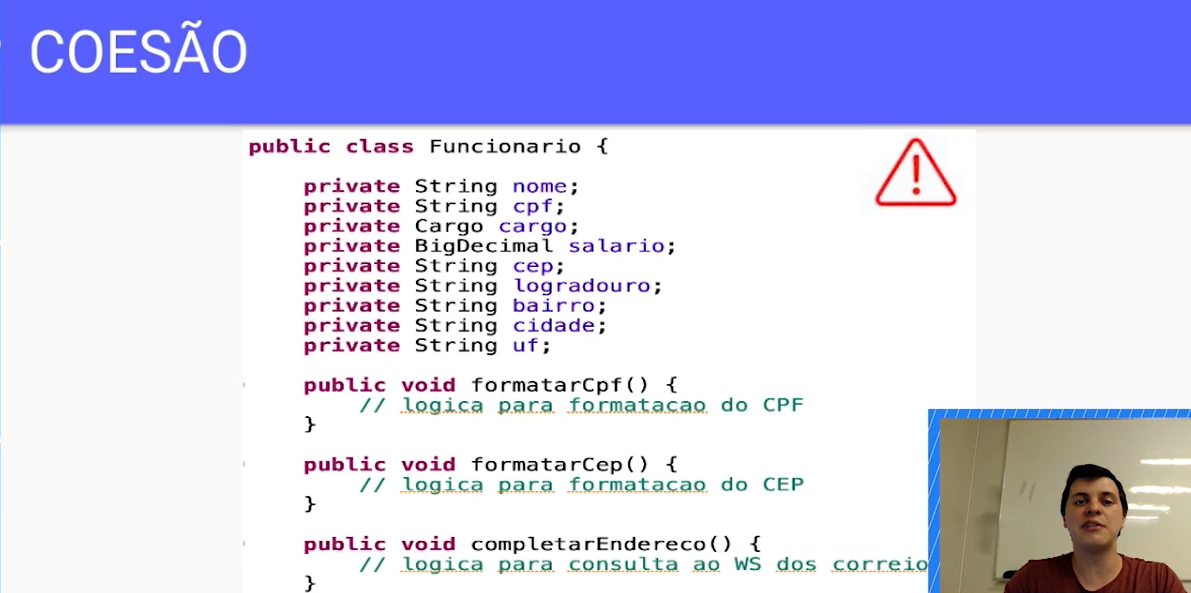 COESÃO
public class Funcionario {
private String nome;
private String cpf;
private Cargo cargo;
private BigDecimal salario;
private String cep;
private String logradouro;
private String bairro;
private String cidade;
private String uf;
public void formatarCpf() {
// logica para formatacao do CPF
}
public void formatarCep() {
// logica para formatacao do CEP
}
public void completarEndereco() {
// logica para consulta ao WS dos correio
}